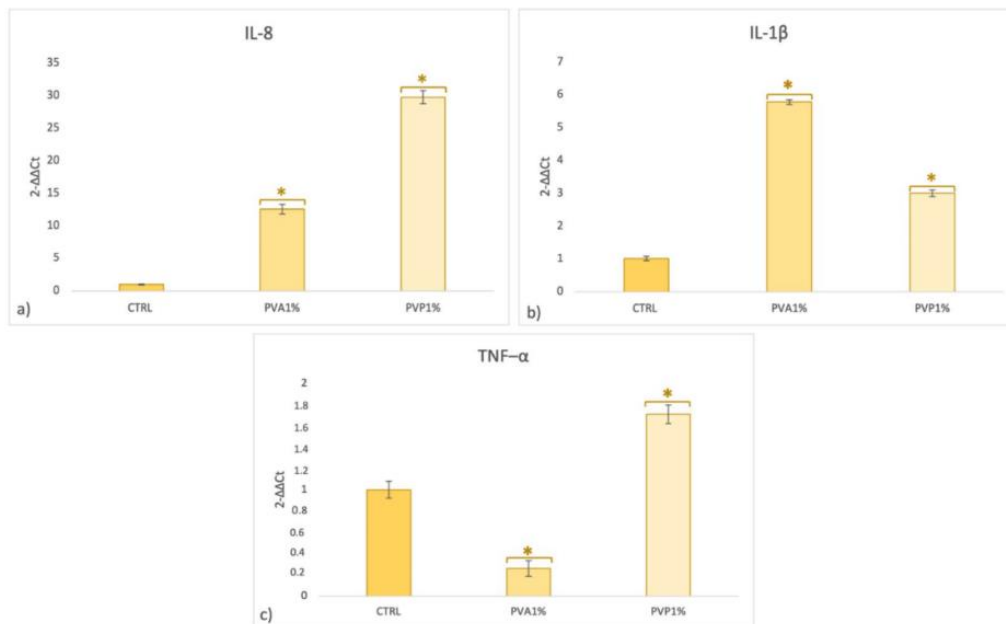 IL-8
2-ΔΔCt
35
30
25
20
15
10
5
0
*
*
CTRL
PVA1%
PVP1%
a)
IL-1β
2-ΔΔCt
7
6
5
4
3
2
1
0
*
*
CTRL
PVA1%
PVP1%
b)
TNF–α
2-ΔΔCt
2
1.8
1.6
1.4
1.2
1
0.8
0.6
0.4
0.2
0
*
*
CTRL
PVA1%
PVP1%
c)